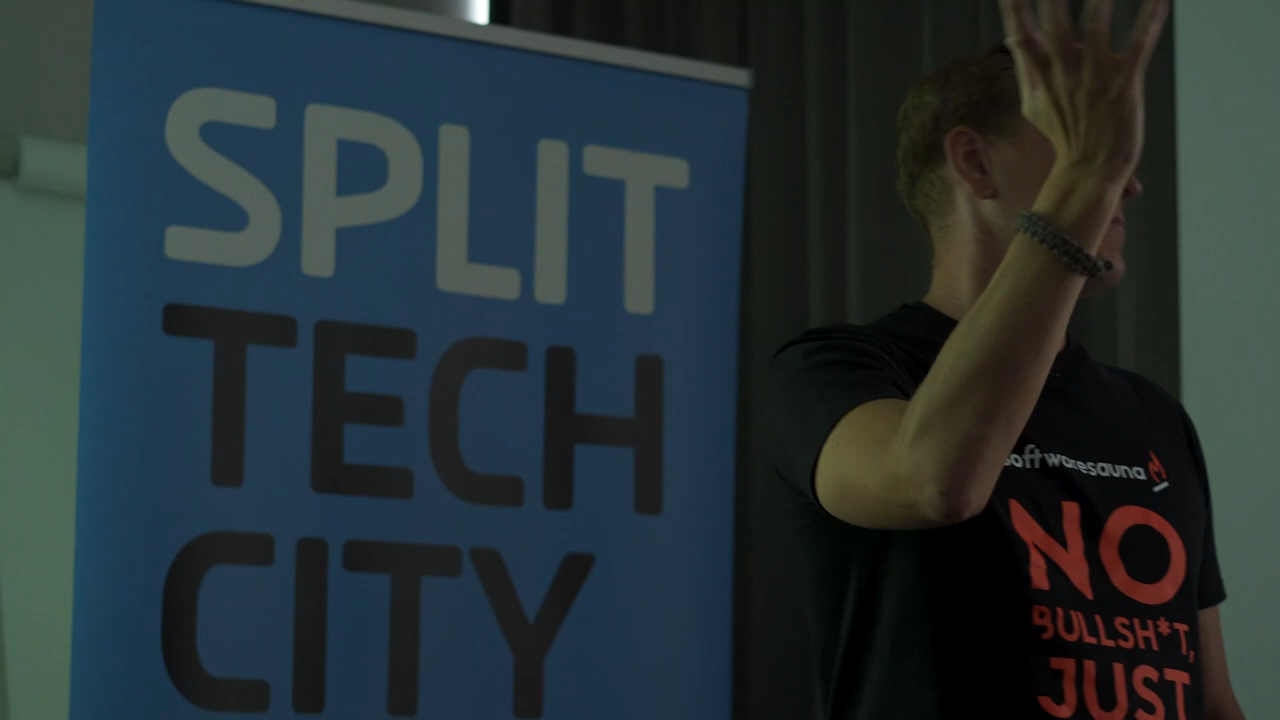 SPLIT
TECH
CITY
softwaresauna
NO
BULLSH*T,
JUST